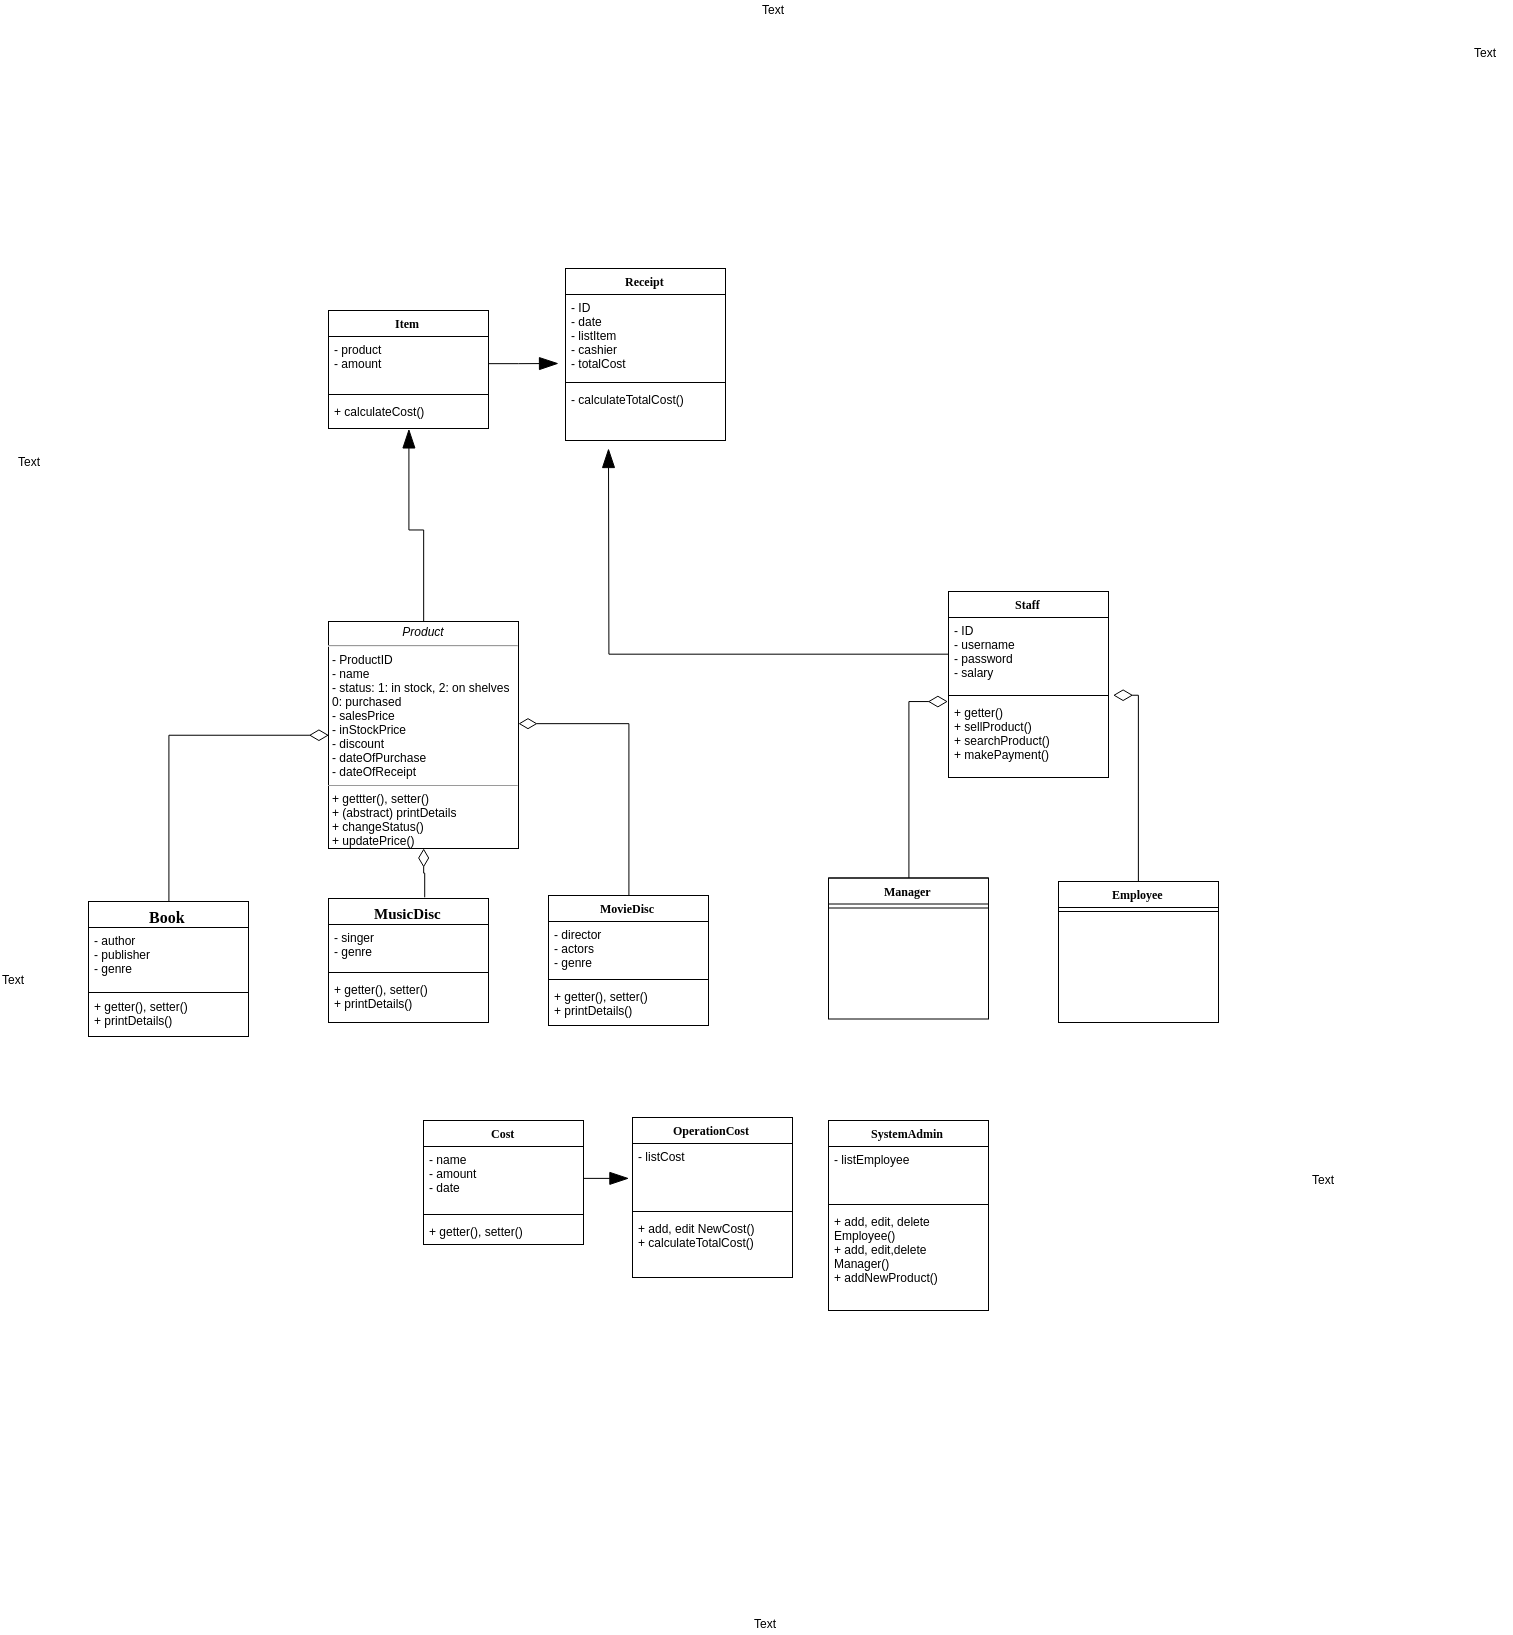 Text
Text
Receipt
- ID
- date
- listItem
- cashier
- totalCost
- calculateTotalCost()
Item
- product
- amount
+ calculateCost()
Text
Staff
- ID
- username
- password
- salary
+ getter()
+ sellProduct()
+ searchProduct()
+ makePayment()
Product
- ProductID
- name
- status: 1: in stock, 2: on shelves
0: purchased
- salesPrice
- inStockPrice
- discount
- dateOfPurchase
- dateOfReceipt
+ gettter(), setter()
+ (abstract) printDetails
+ changeStatus()
+ updatePrice()
Book
- author
- publisher
- genre
+ getter(), setter()
+ printDetails()
MusicDisc
- singer
- genre
+ getter(), setter()
+ printDetails()
MovieDisc
- director
- actors
- genre
+ getter(), setter()
+ printDetails()
Manager
Employee
Text
Cost
- name
- amount
- date
+ getter(), setter()
OperationCost
- listCost
+ add, edit NewCost()
+ calculateTotalCost()
SystemAdmin
- listEmployee
+ add, edit, delete
Employee()
+ add, edit,delete
Manager()
+ addNewProduct()
Text
Text